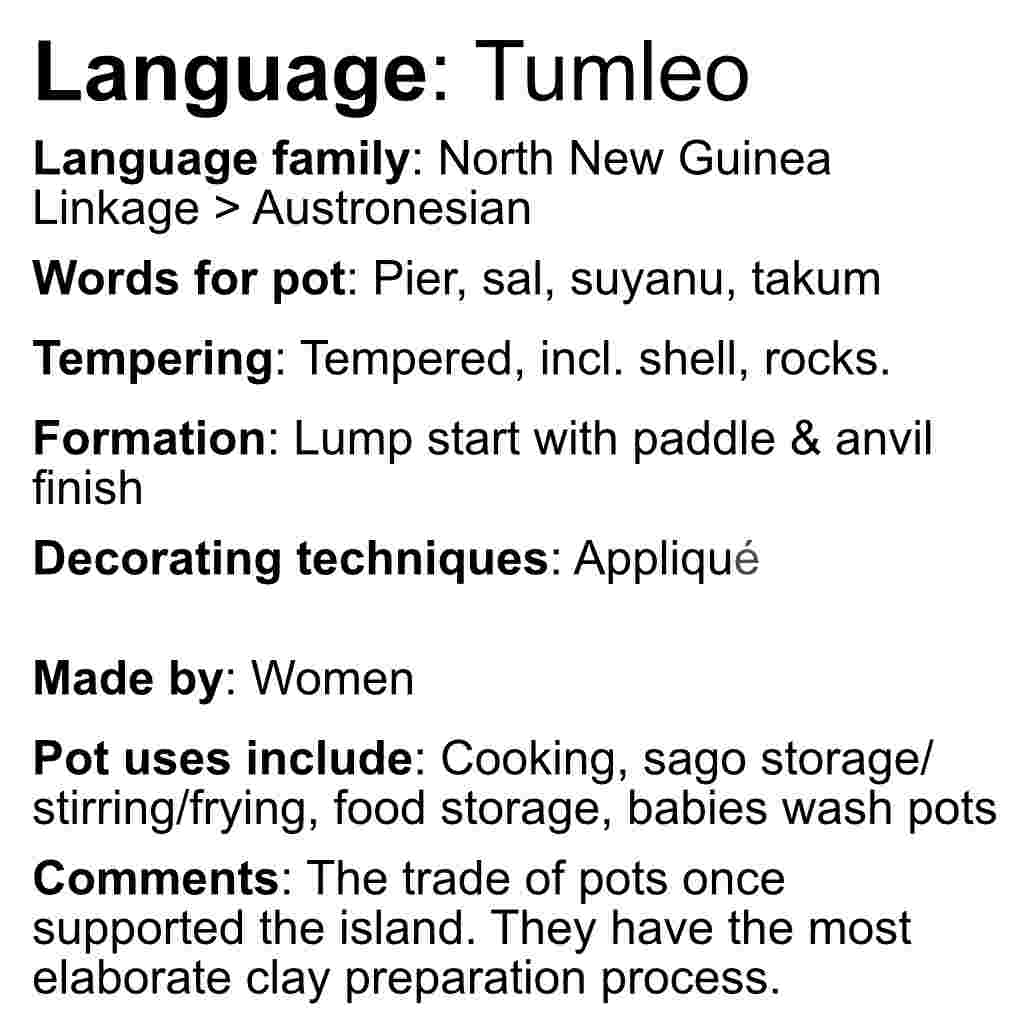 Language: Tumleo
Language family: North New Guinea
Linkage > Austronesian
Words for pot: Pier, sal, suyanu, takum
Tempering: Tempered, incl. shell, rocks.
Formation: Lump start with paddle & anvil
finish
Decorating techniques: Appliqué
Made by: Women
Pot uses include: Cooking, sago storage/
stirring/frying, food storage, babies wash pots
Comments: The trade of pots once
supported the island. They have the most
elaborate clay preparation process.